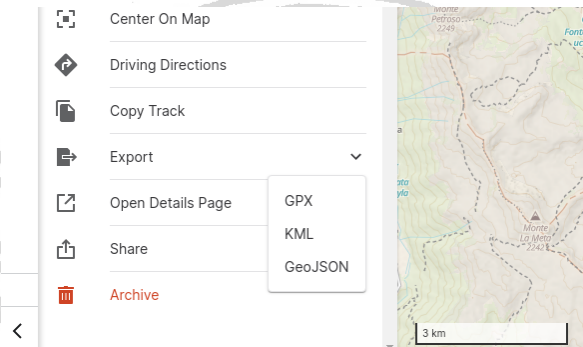 Center On Map
Driving Directions
Copy Track
Export
GPX
Open Details Page
KML
Share
GeoJSON
Archive
Monte
Petroso
2249
Monte
La Meta
2242
3 km